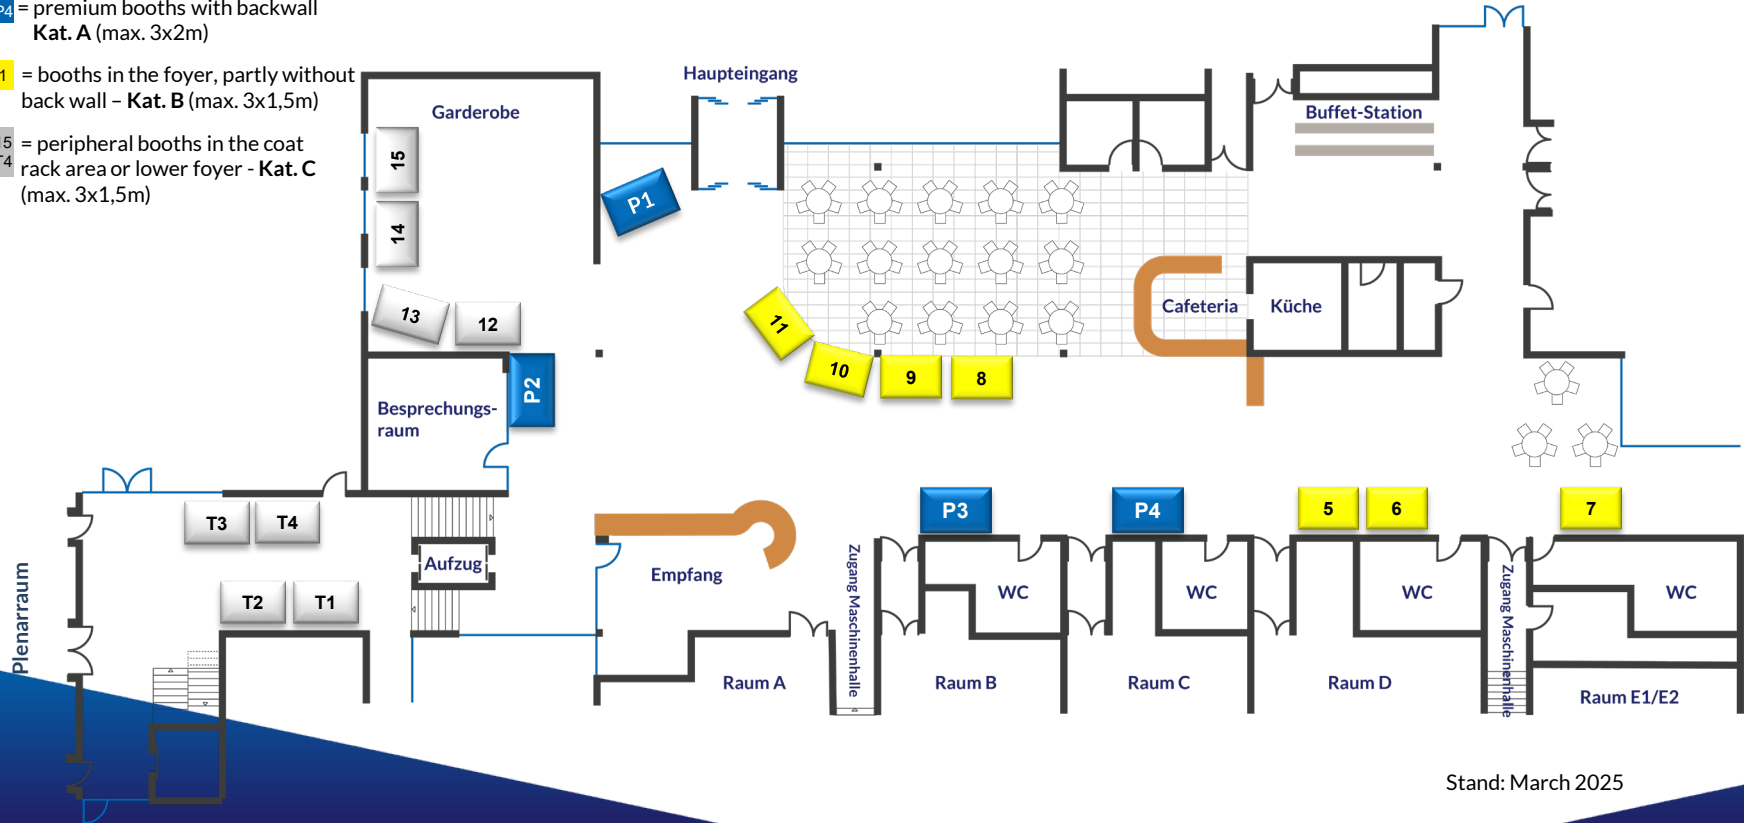 P4 = premium booths with backwall
Kat. A (max. 3x2m)
1 = booths in the foyer, partly without
back wall – Kat. B (max. 3x1,5m)
15 = peripheral booths in the coat
T4 rack area or lower foyer - Kat. C
(max. 3x1,5m)
Haupteingang
Garderobe
Buffet-Station
15
P1
14
13
12
11
10
9
8
Cafeteria
Küche
P2
Besprechungs-
raum
T3
T4
P3
P4
5
6
7
Aufzug
Empfang
T2
T1
Plenarraum
Zugang Maschinenhalle
WC
WC
WC
Zugang Maschinenhalle
WC
Raum A
Raum B
Raum C
Raum D
Raum E1/E2
Stand: March 2025